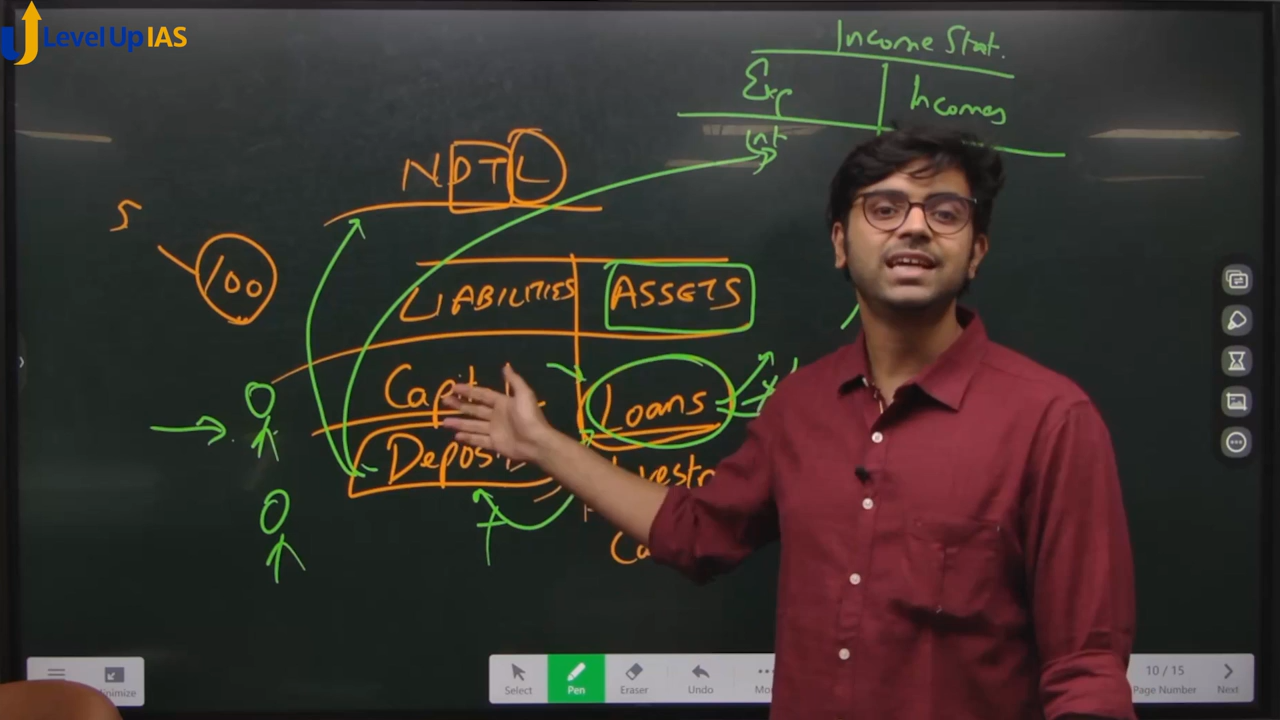 Level Up IAS
Income Stat.
Exp Incomes
Int
NDTL
5
100
LIABILITIES ASSETS
Loans
Select
Pen
Eraser
Undo
10 / 15
Page Number
Next